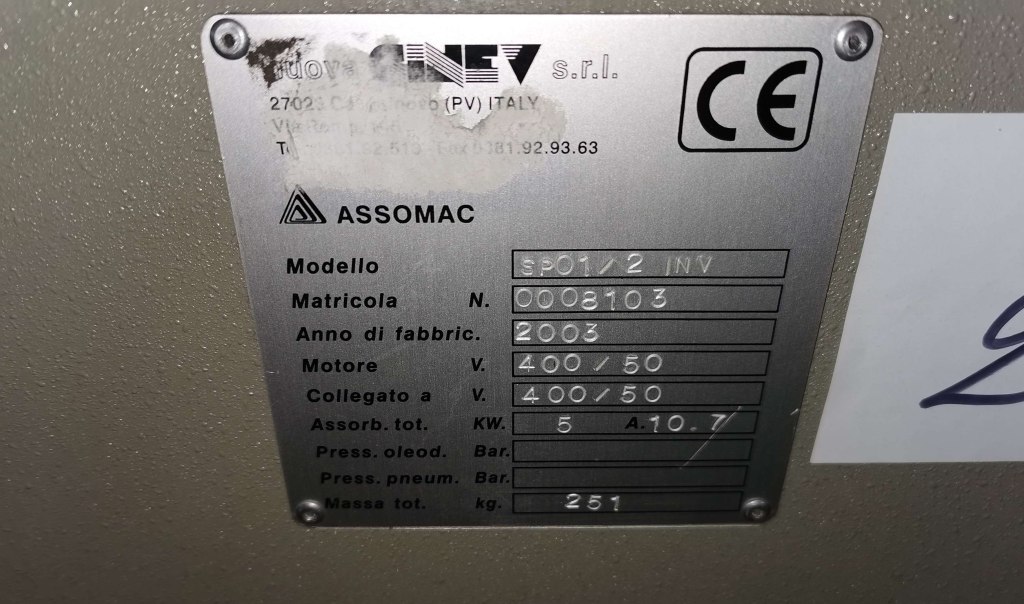 s.r.l.
27023 (PV) ITALY
81.92.93.63
CE
ASSOMAC
Modello SP01/2 INV
Matricola N. 0008103
Anno di fabbric. 2003
Motore V. 400/50
Collegato a V. 400/50
Assorb. tot. KW. 5 A. 10.7
Press. oleod. Bar.
Press. pneum. Bar.
Massa tot. kg. 251